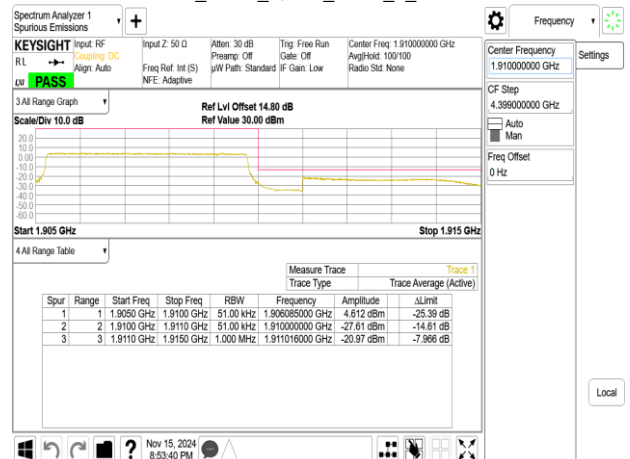 Spectrum Analyzer 1
Spurious Emissions
Frequency
KEYSIGHT
Input: RF
Coupling: DC
Align: Auto
Input Z: 50 Ω
Freq Ref: Int (S)
NFE: Adaptive
Atten: 30 dB
Preamp: Off
µW Path: Standard
Trig: Free Run
Gate: Off
IF Gain: Low
Center Freq: 1.910000000 GHz
Avg|Hold: 100/100
Radio Std: None
RL
LXI PASS
Center Frequency
1.910000000 GHz
Settings
CF Step
4.399000000 GHz
Auto
Man
Freq Offset
0 Hz
3 All Range Graph
Scale/Div 10.0 dB
Ref Lvl Offset 14.80 dB
Ref Value 30.00 dBm
20.0
10.0
0.00
-10.0
-20.0
-30.0
-40.0
-50.0
-60.0
Start 1.905 GHz Stop 1.915 GHz
4 All Range Table
Measure Trace Trace 1
Trace Type Trace Average (Active)
Spur Range Start Freq Stop Freq RBW Frequency Amplitude ΔLimit
1 1 1.9050 GHz 1.9100 GHz 51.00 kHz 1.906085000 GHz 4.612 dBm -25.39 dB
2 2 1.9100 GHz 1.9110 GHz 51.00 kHz 1.910000000 GHz -27.61 dBm -14.61 dB
3 3 1.9110 GHz 1.9150 GHz 1.000 MHz 1.911016000 GHz -20.97 dBm -7.966 dB
Local
Nov 15, 2024
8:53:40 PM